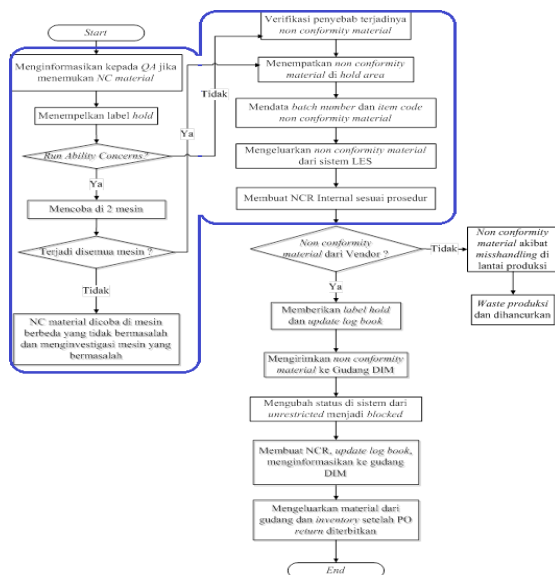 Start
Menginformasikan kepada QA jika
menemukan NC material
Menempelkan label hold
Run Ability Concerns?
Ya
Mencoba di 2 mesin
Terjadi disemua mesin ?
Tidak
NC material dicoba di mesin
berbeda yang tidak bermasalah
dan menginvestigasi mesin yang
bermasalah
Tidak
Ya
Verifikasi penyebab terjadinya
non conformity material
Menempatkan non conformity
material di hold area
Mendata batch number dan item code
non conformity material
Mengeluarkan non conformity material
dari sistem LES
Membuat NCR Internal sesuai prosedur
Non conformity
material dari Vendor ?
Tidak
Non conformity
material akibat
misshandling di
lantai produksi
Waste produksi
dan dihancurkan
Ya
Memberikan label hold
dan update log book
Mengirimkan non conformity
material ke Gudang DIM
Mengubah status di sistem dari
unrestricted menjadi blocked
Membuat NCR, update log book,
menginformasikan ke gudang
DIM
Mengeluarkan material dari
gudang dan inventory setelah PO
return diterbitkan
End